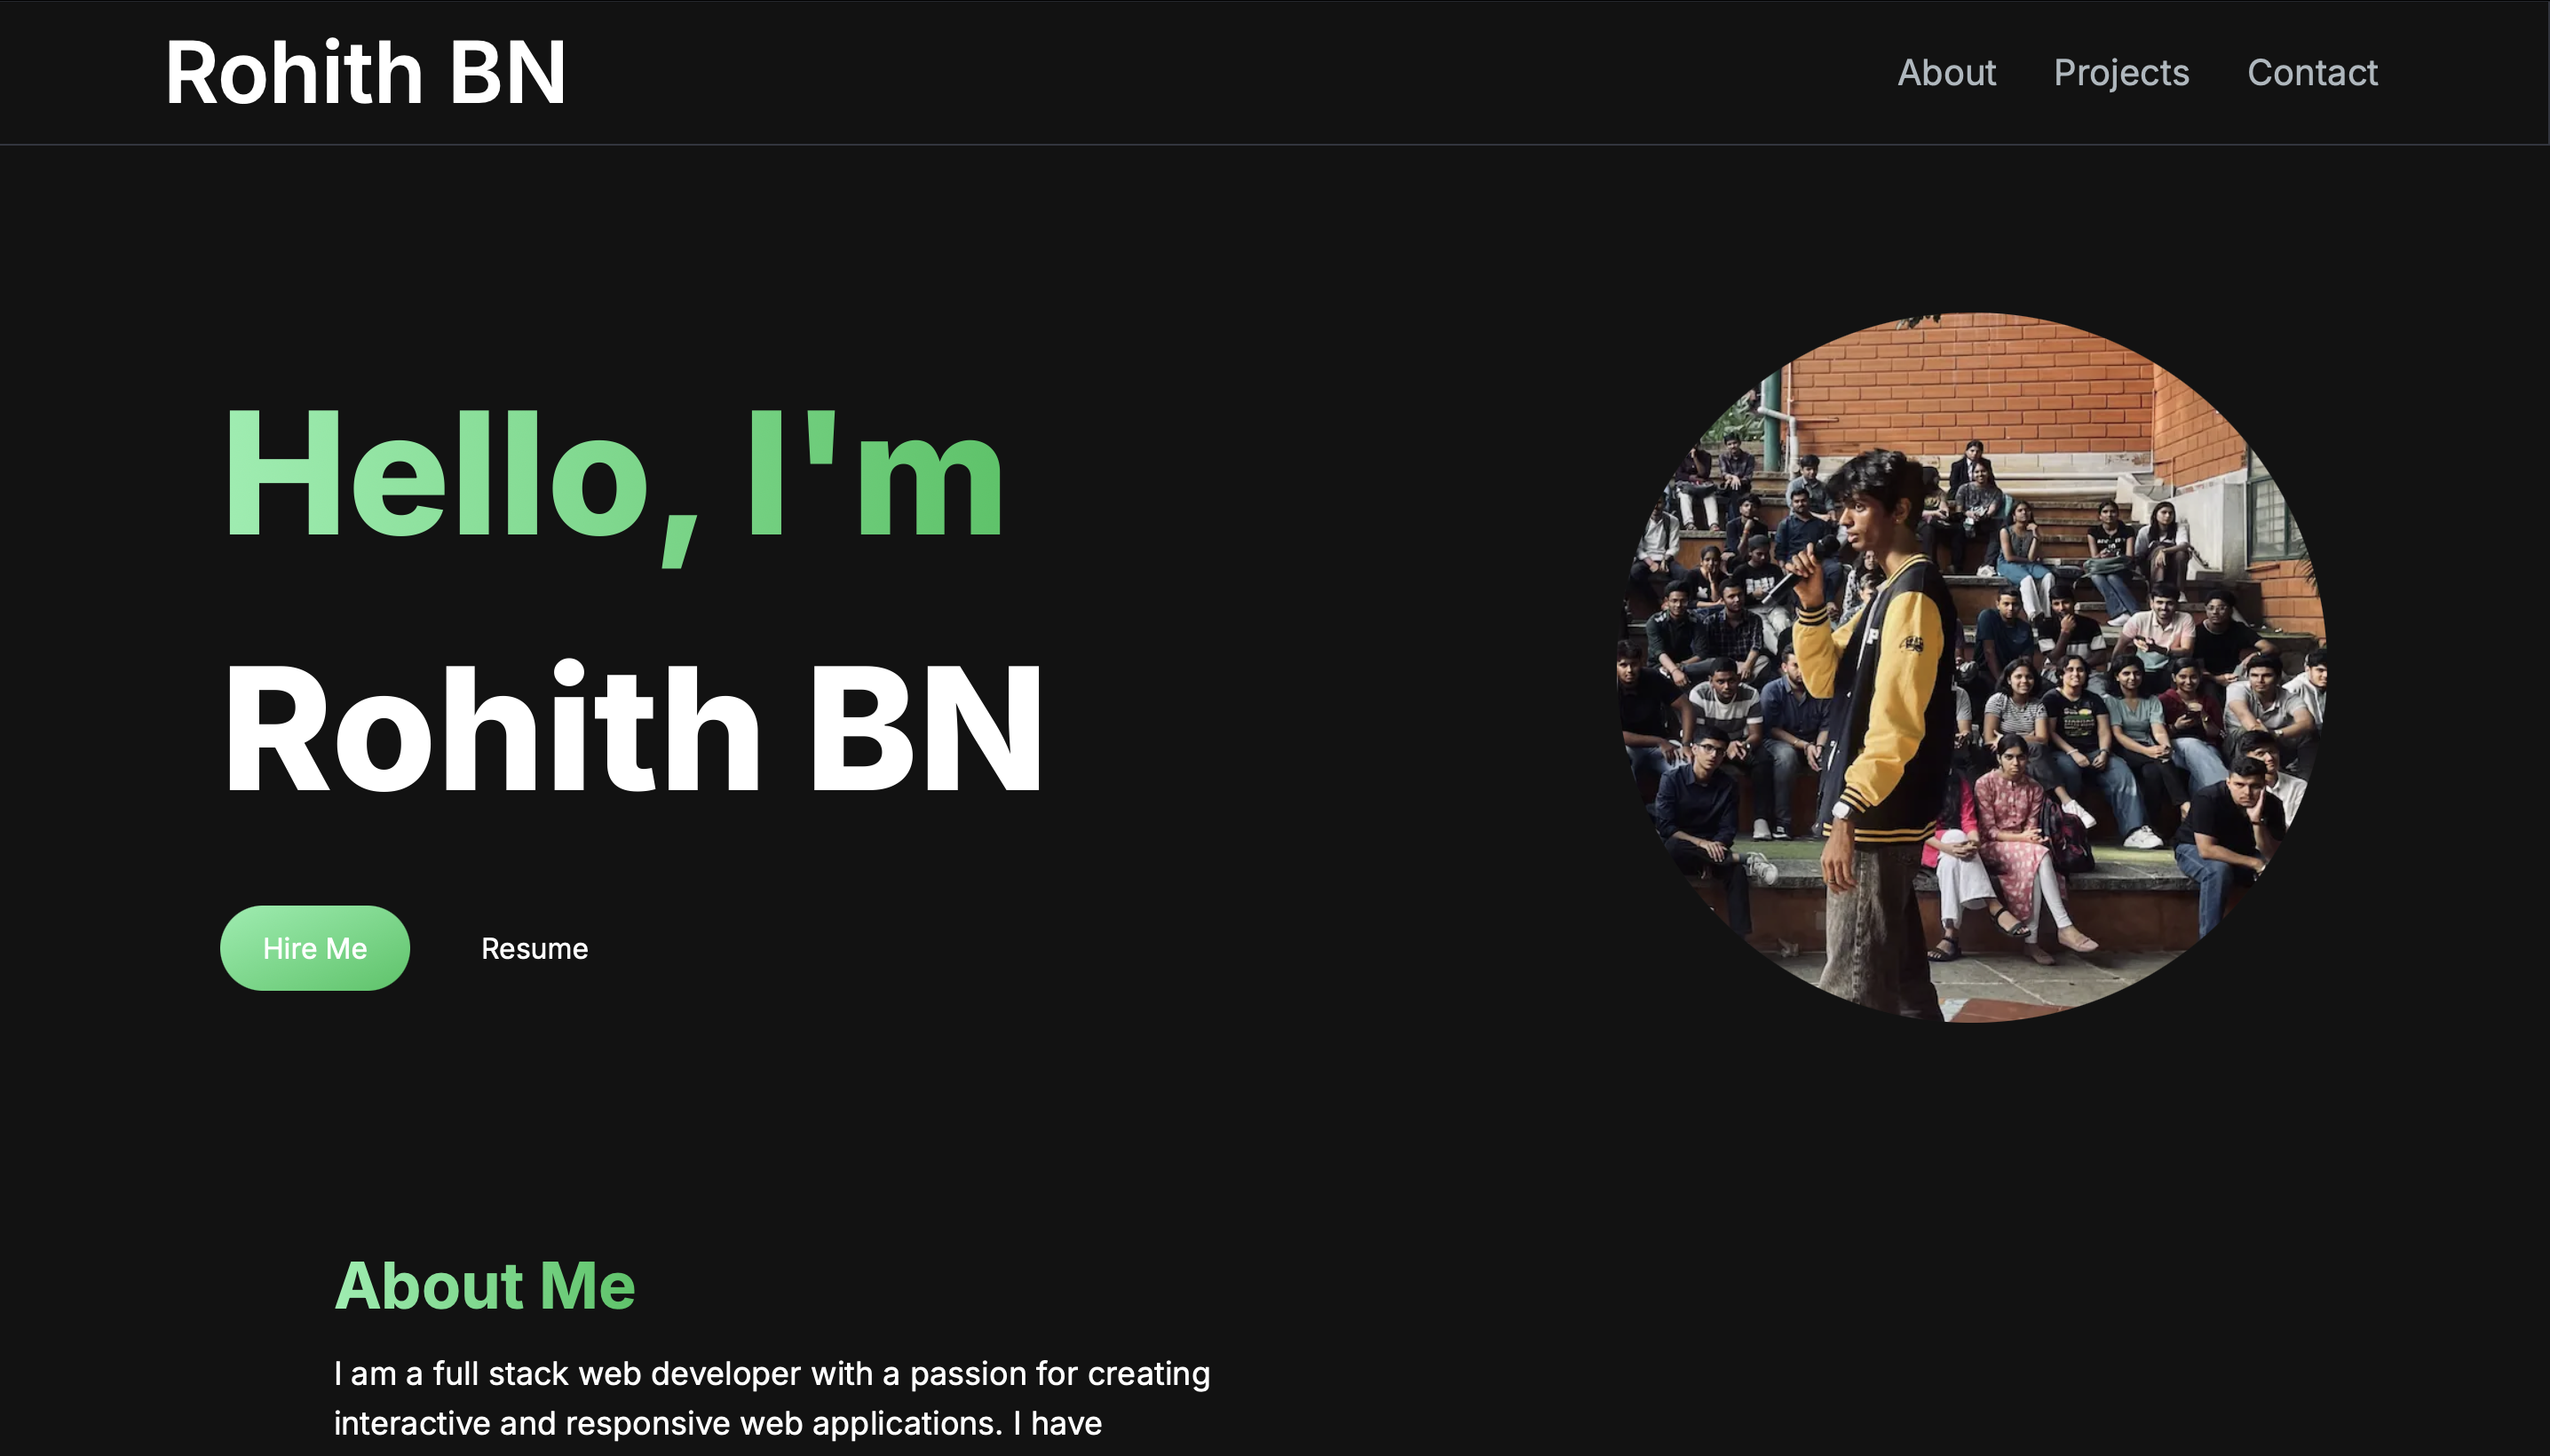 Rohith BN
About Projects Contact
Hello, I'm
Rohith BN
Hire Me Resume
About Me
I am a full stack web developer with a passion for creating
interactive and responsive web applications. I have